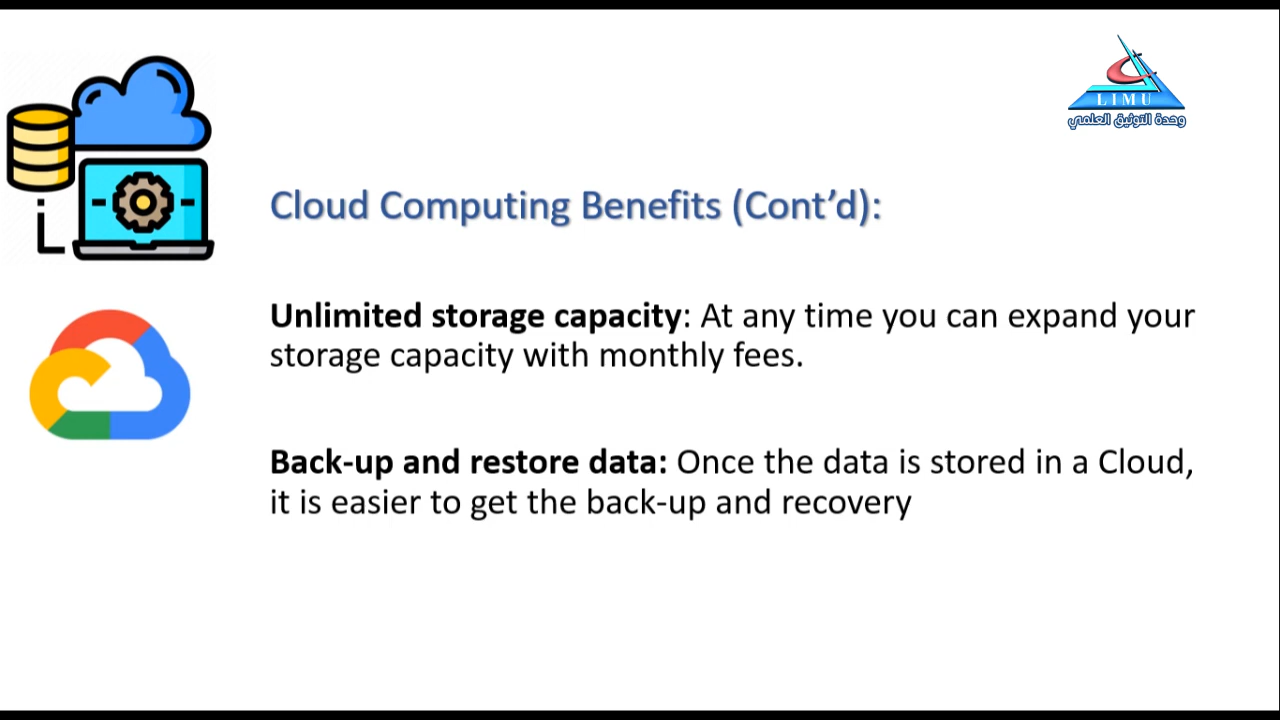 LIMU
وحدة التوثيق العلمي
Cloud Computing Benefits (Cont’d):
Unlimited storage capacity: At any time you can expand your
storage capacity with monthly fees.
Back-up and restore data: Once the data is stored in a Cloud,
it is easier to get the back-up and recovery